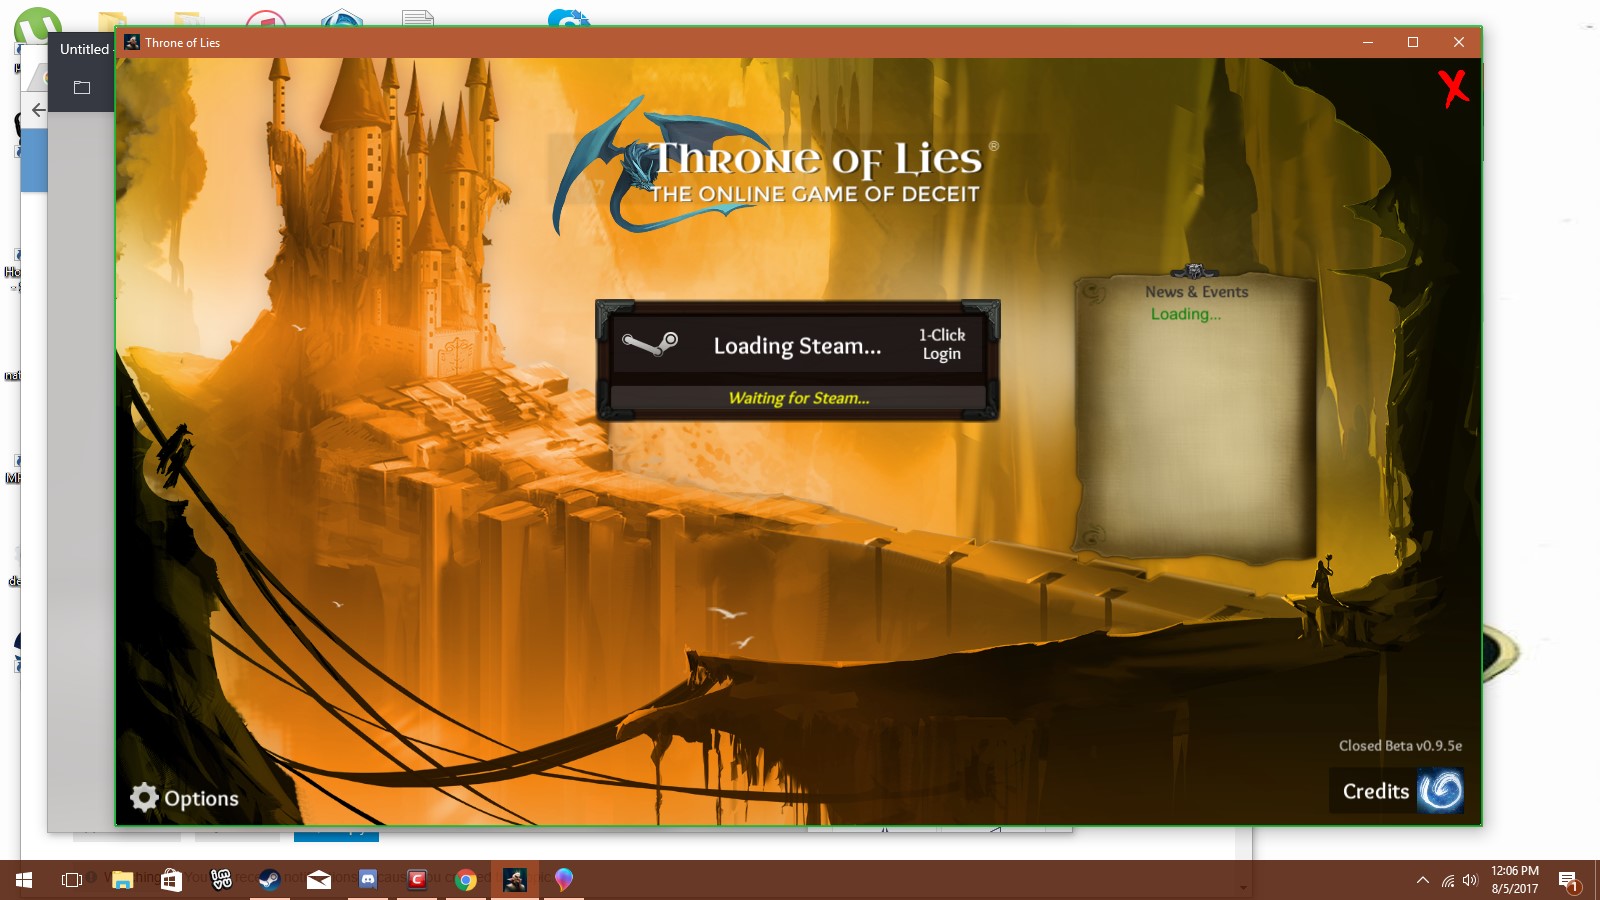 Untitled
Throne of Lies
X
THRONE OF LIES®
THE ONLINE GAME OF DECEIT
Loading Steam...
1-Click
Login
Waiting for Steam...
News & Events
Loading...
Closed Beta v0.9.5e
Options
Credits
12:06 PM
8/5/2017
1